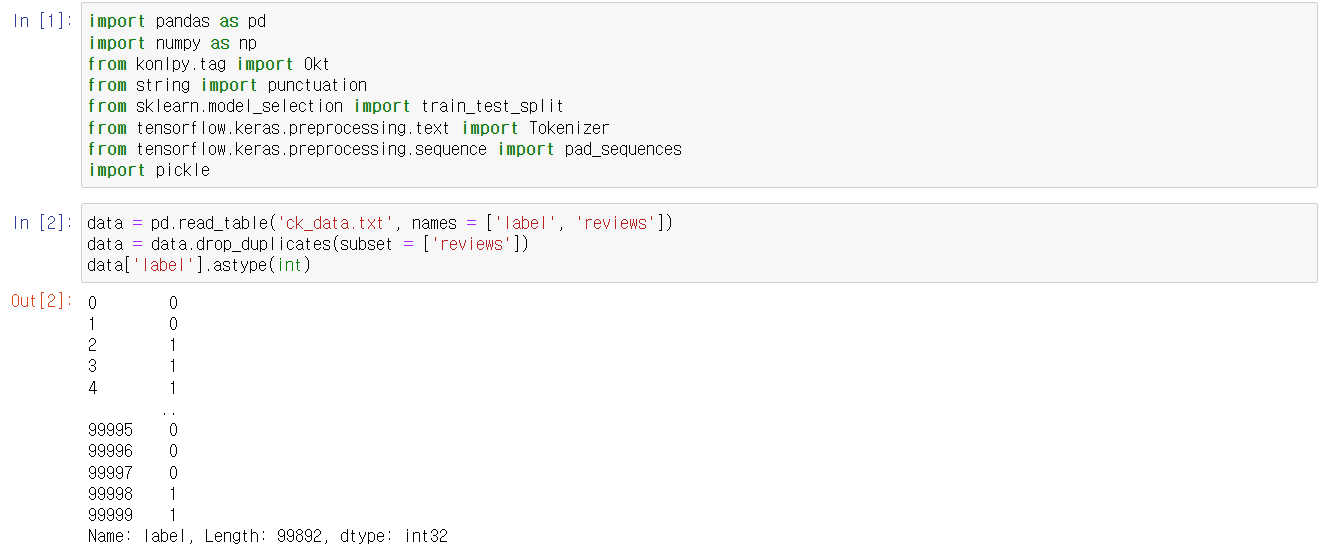 In [1]: import pandas as pd
import numpy as np
from konlpy.tag import Okt
from string import punctuation
from sklearn.model_selection import train_test_split
from tensorflow.keras.preprocessing.text import Tokenizer
from tensorflow.keras.preprocessing.sequence import pad_sequences
import pickle
In [2]: data = pd.read_table('ck_data.txt', names = ['label', 'reviews'])
data = data.drop_duplicates(subset = ['reviews'])
data['label'].astype(int)
Out[2]: 0 0
1 0
2 1
3 1
4 1
..
99995 0
99996 0
99997 0
99998 1
99999 1
Name: label, Length: 99892, dtype: int32